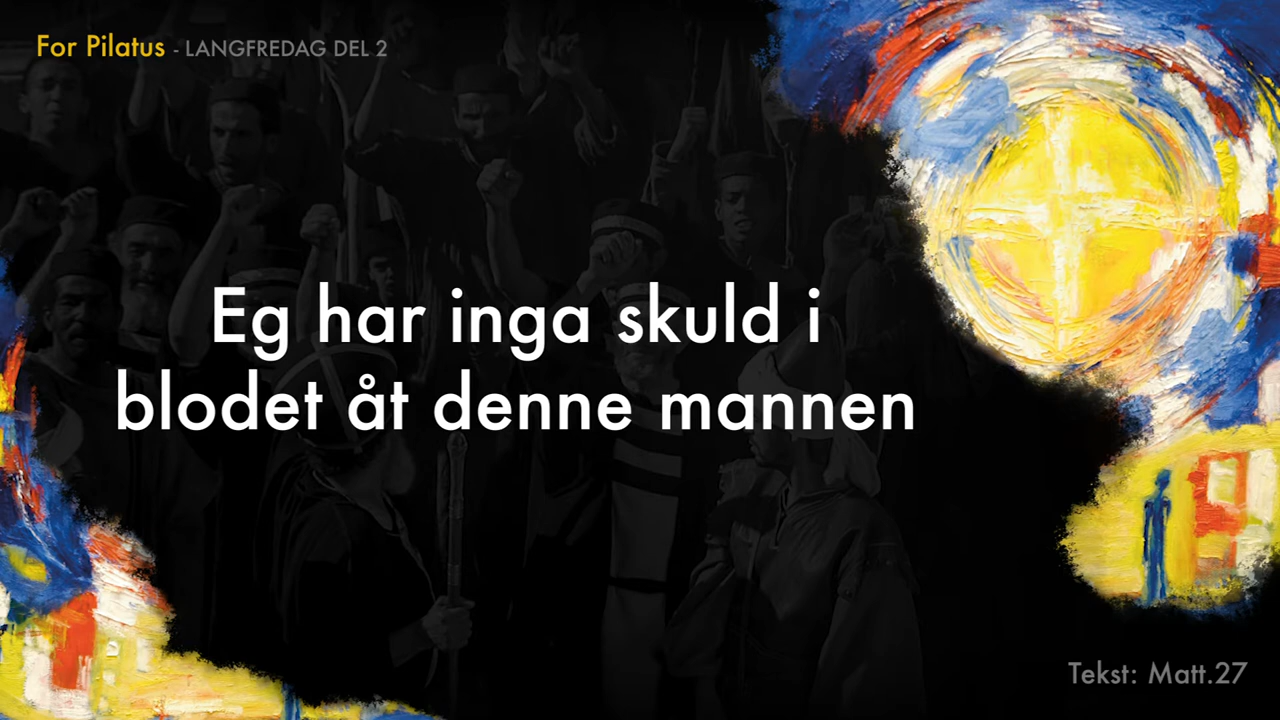 For Pilatus - LANGFREDAG DEL 2
Eg har inga skuld i
blodet åt denne mannen
Tekst: Matt.27